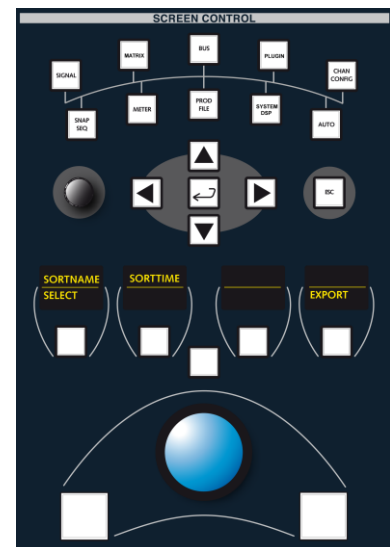 SCREEN CONTROL
BUS
MATRIX
PLUGIN
SIGNAL
CHAN
CONFIG
SNAP
SEQ
METER
PROD
FILE
SYSTEM
DSP
AUTO
ESC
SORTNAME
SORTTIME
SELECT
EXPORT